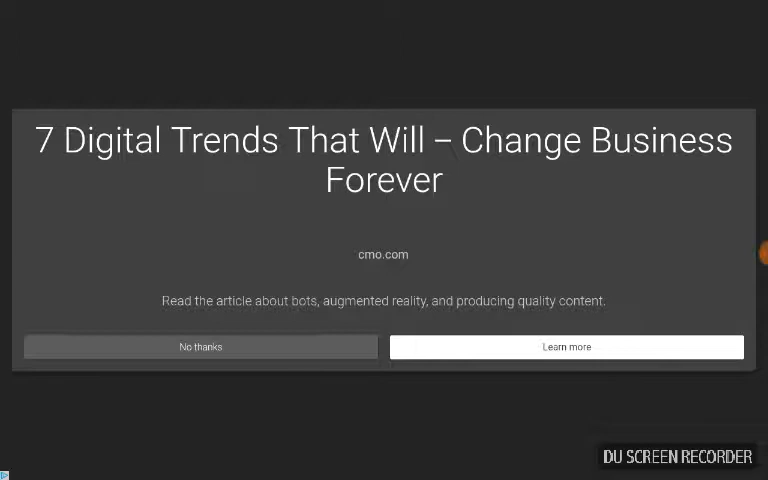 7 Digital Trends That Will – Change Business
Forever
cmo.com
Read the article about bots, augmented reality, and producing quality content.
No thanks
Learn more
DU SCREEN RECORDER